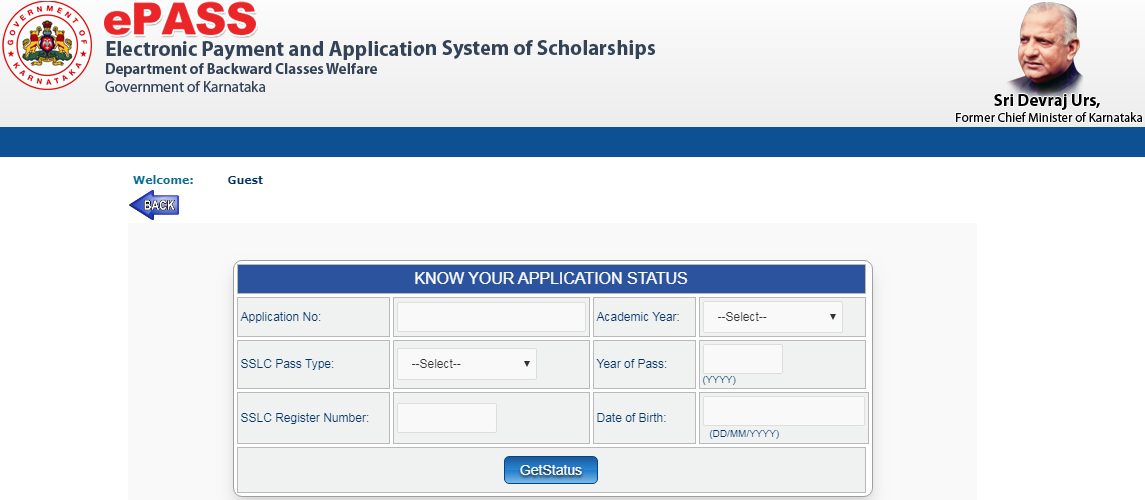 GOVERNMENT OF
KARNATAKA
ePASS
Electronic Payment and Application System of Scholarships
Department of Backward Classes Welfare
Government of Karnataka
Sri Devraj Urs,
Former Chief Minister of Karnataka
Welcome: Guest
BACK
KNOW YOUR APPLICATION STATUS
Application No: Academic Year: --Select--
SSLC Pass Type: --Select-- Year of Pass:
(YYYY)
SSLC Register Number: Date of Birth:
(DD/MM/YYYY)
GetStatus